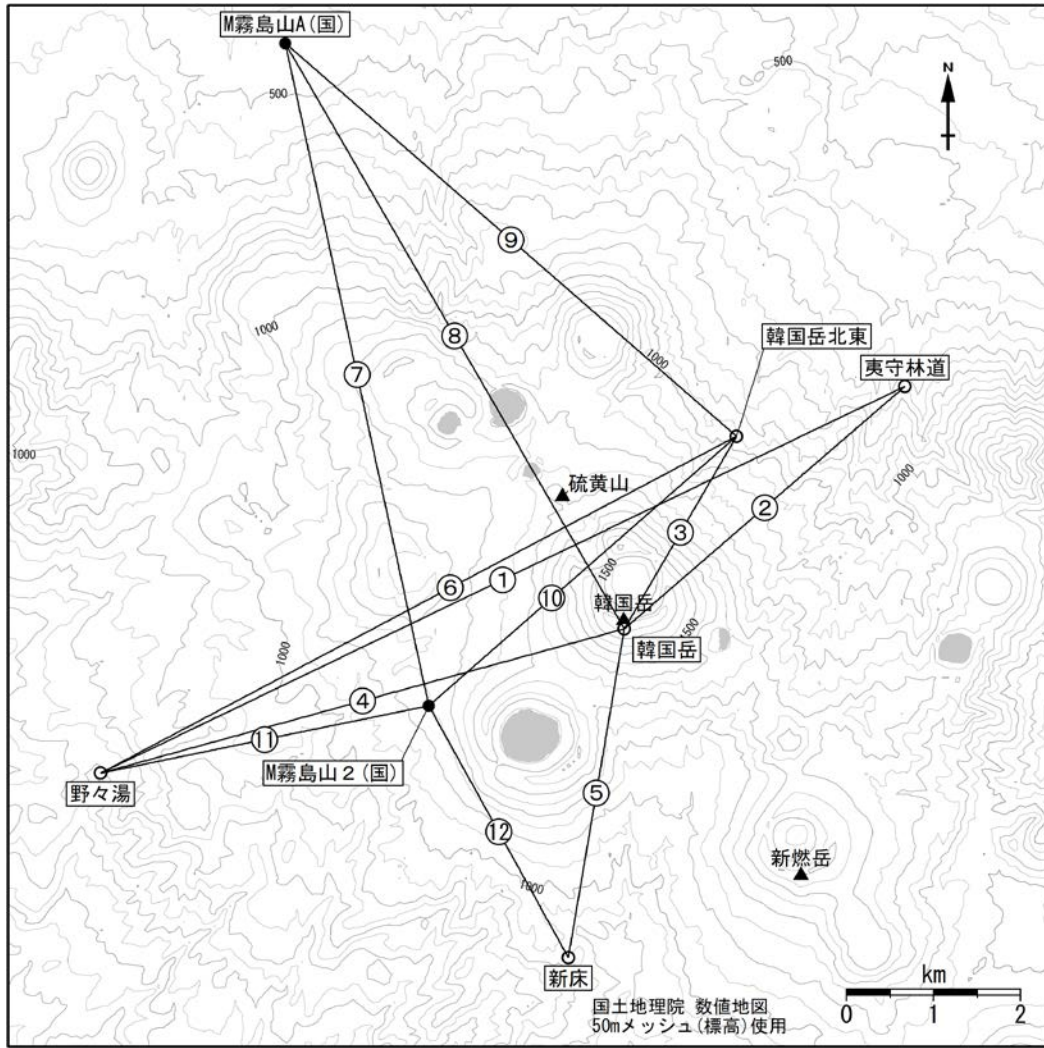 M霧島山A(国)
500
500
N
⑨
1000
⑧
韓国岳北東
1000
夷守林道
⑦
1000
1000
硫黄山
②
③
1500
⑥
①
⑩
韓国岳
1500
韓国岳
1000
④
⑪
M霧島山2(国)
野々湯
⑤
⑫
新燃岳
1000
新床
km
国土地理院 数値地図
50mメッシュ(標高)使用
0 1 2